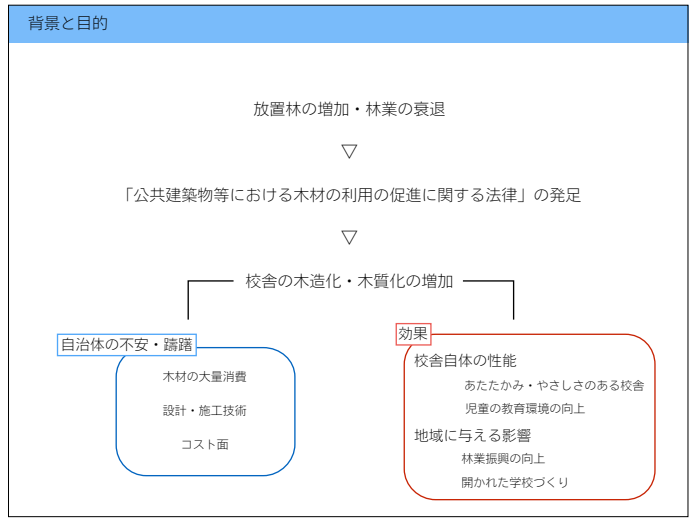 背景と目的
放置林の増加・林業の衰退
▽
「公共建築物等における木材の利用の促進に関する法律」の発足
▽
校舎の木造化・木質化の増加
自治体の不安・躊躇
木材の大量消費
設計・施工技術
コスト面
効果
校舎自体の性能
あたたかみ・やさしさのある校舎
児童の教育環境の向上
地域に与える影響
林業振興の向上
開かれた学校づくり